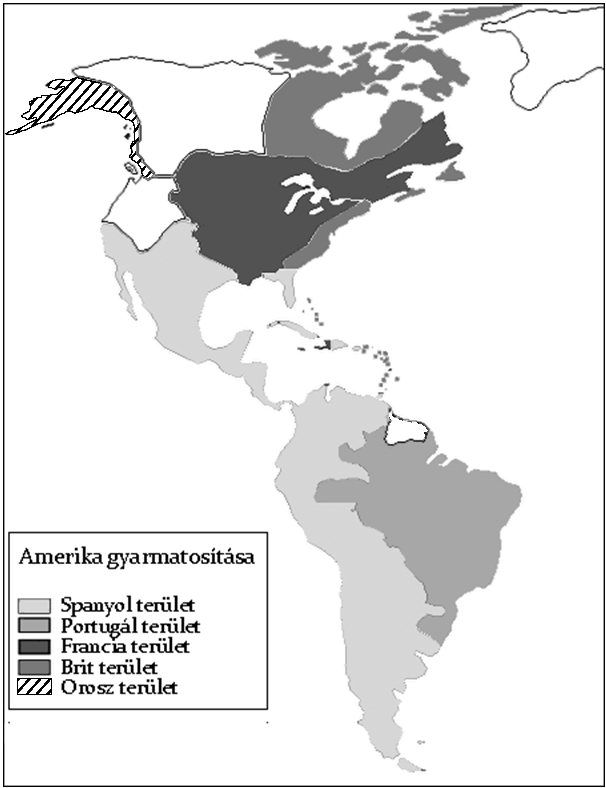 Amerika gyarmatosítása
Spanyol terület
Portugál terület
Francia terület
Brit terület
Orosz terület